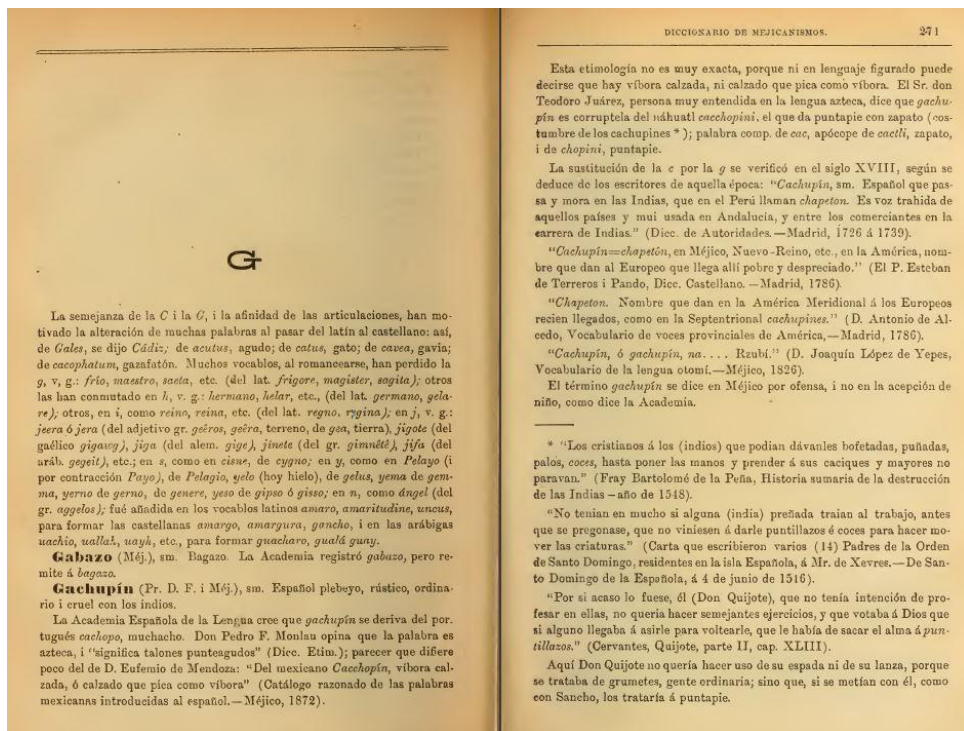 G
La semejanza de la C i la G, i la afinidad de las articulaciones, han mo-
tivado la alteración de muchas palabras al pasar del latín al castellano: así,
de Gales, se dijo Cádiz; de acutus, agudo; de catus, gato; de cavea, gavia;
de cacophatum, gazafatón. Muchos vocablos, al romancearse, han perdido la
g, v, g.: frío, maestro, saeta, etc. (del lat. frigore, magister, sagita); otros
las han conmutado en h, v. g.: hermano, helar, etc., (del lat. germano, gela-
re); otros, en i, como reino, reina, etc. (del lat. regno, rygina); en j, v. g.:
jeera ó jera (del adjetivo gr. geêros, geêra, terreno, de gea, tierra), jigote (del
gaélico gigawg), jiga (del alem. gige), jinete (del gr. gimnêtê), jifa (del
aráb. gegeit), etc.; en s, como en cisne, de cygno; en y, como en Pelayo (i
por contracción Payo), de Pelagio, yelo (hoy hielo), de gelus, yema de gem-
ma, yerno de gerno, de genere, yeso de gipso ó gisso; en n, como ángel (del
gr. aggelos); fué añadida en los vocablos latinos amaro, amaritudine, uncus,
para formar las castellanas amargo, amargura, gancho, i en las arábigas
uachio, uallah, uayh, etc., para formar guacharo, gualá guay.
Gabazo (Méj.), sm. Bagazo. La Academia registró gabazo, pero re-
mite á bagazo.
Gachupín (Pr. D. F. i Méj.), sm. Español plebeyo, rústico, ordina-
rio i cruel con los indios.
La Academia Española de la Lengua cree que gachupín se deriva del por.
tugués cachopo, muchacho. Don Pedro F. Monlau opina que la palabra es
azteca, i "significa talones punteagudos" (Dicc. Etim.); parecer que difiere
poco del de D. Eufemio de Mendoza: "Del mexicano Cacchopín, víbora cal-
zada, ó calzado que pica como víbora" (Catálogo razonado de las palabras
mexicanas introducidas al español.—Méjico, 1872).
DICCIONARIO DE MEJICANISMOS. 271
Esta etimología no es muy exacta, porque ni en lenguaje figurado puede
decirse que hay víbora calzada, ni calzado que pica como víbora. El Sr. don
Teodoro Juárez, persona muy entendida en la lengua azteca, dice que gachu-
pín es corruptela del náhuatl cacchopini, el que da puntapie con zapato (cos-
tumbre de los cachupines *); palabra comp. de cac, apócope de cactli, zapato,
i de chopini, puntapie.
La sustitución de la c por la g se verificó en el siglo XVIII, según se
deduce de los escritores de aquella época: "Cachupín, sm. Español que pas-
sa y mora en las Indias, que en el Perú llaman chapeton. Es voz trahida de
aquellos países y mui usada en Andalucía, y entre los comerciantes en la
carrera de Indias." (Dicc. de Autoridades.—Madrid, 1726 á 1739).
"Cachupín=chapetón, en Méjico, Nuevo-Reino, etc., en la América, nom-
bre que dan al Europeo que llega allí pobre y despreciado." (El P. Esteban
de Terreros i Pando, Dicc. Castellano.—Madrid, 1786).
"Chapeton. Nombre que dan en la América Meridional á los Europeos
recien llegados, como en la Septentrional cachupines." (D. Antonio de Al-
cedo, Vocabulario de voces provinciales de América,—Madrid, 1786).
"Cachupín, ó gachupín, na.... Rzubí." (D. Joaquín López de Yepes,
Vocabulario de la lengua otomí.—Méjico, 1826).
El término gachupín se dice en Méjico por ofensa, i no en la acepción de
niño, como dice la Academia.
* "Los cristianos á los (indios) que podian dávanles bofetadas, puñadas,
palos, coces, hasta poner las manos y prender á sus caciques y mayores no
paravan." (Fray Bartolomé de la Peña, Historia sumaria de la destrucción
de las Indias – año de 1548).
"No tenian en mucho si alguna (india) preñada traian al trabajo, antes
que se pregonase, que no viniesen á darle puntillazos é coces para hacer mo-
ver las criaturas." (Carta que escribieron varios (14) Padres de la Orden
de Santo Domingo, residentes en la isla Española, á Mr. de Xevres.—De San-
to Domingo de la Española, á 4 de junio de 1516).
"Por si acaso lo fuese, él (Don Quijote), que no tenía intención de pro-
fesar en ellas, no queria hacer semejantes ejercicios, y que votaba á Dios que
si alguno llegaba á asirle para voltearle, que le había de sacar el alma á pun-
tillazos." (Cervantes, Quijote, parte II, cap. XLIII).
Aquí Don Quijote no quería hacer uso de su espada ni de su lanza, porque
se trataba de grumetes, gente ordinaria; sino que, si se metían con él, como
con Sancho, los trataría á puntapie.